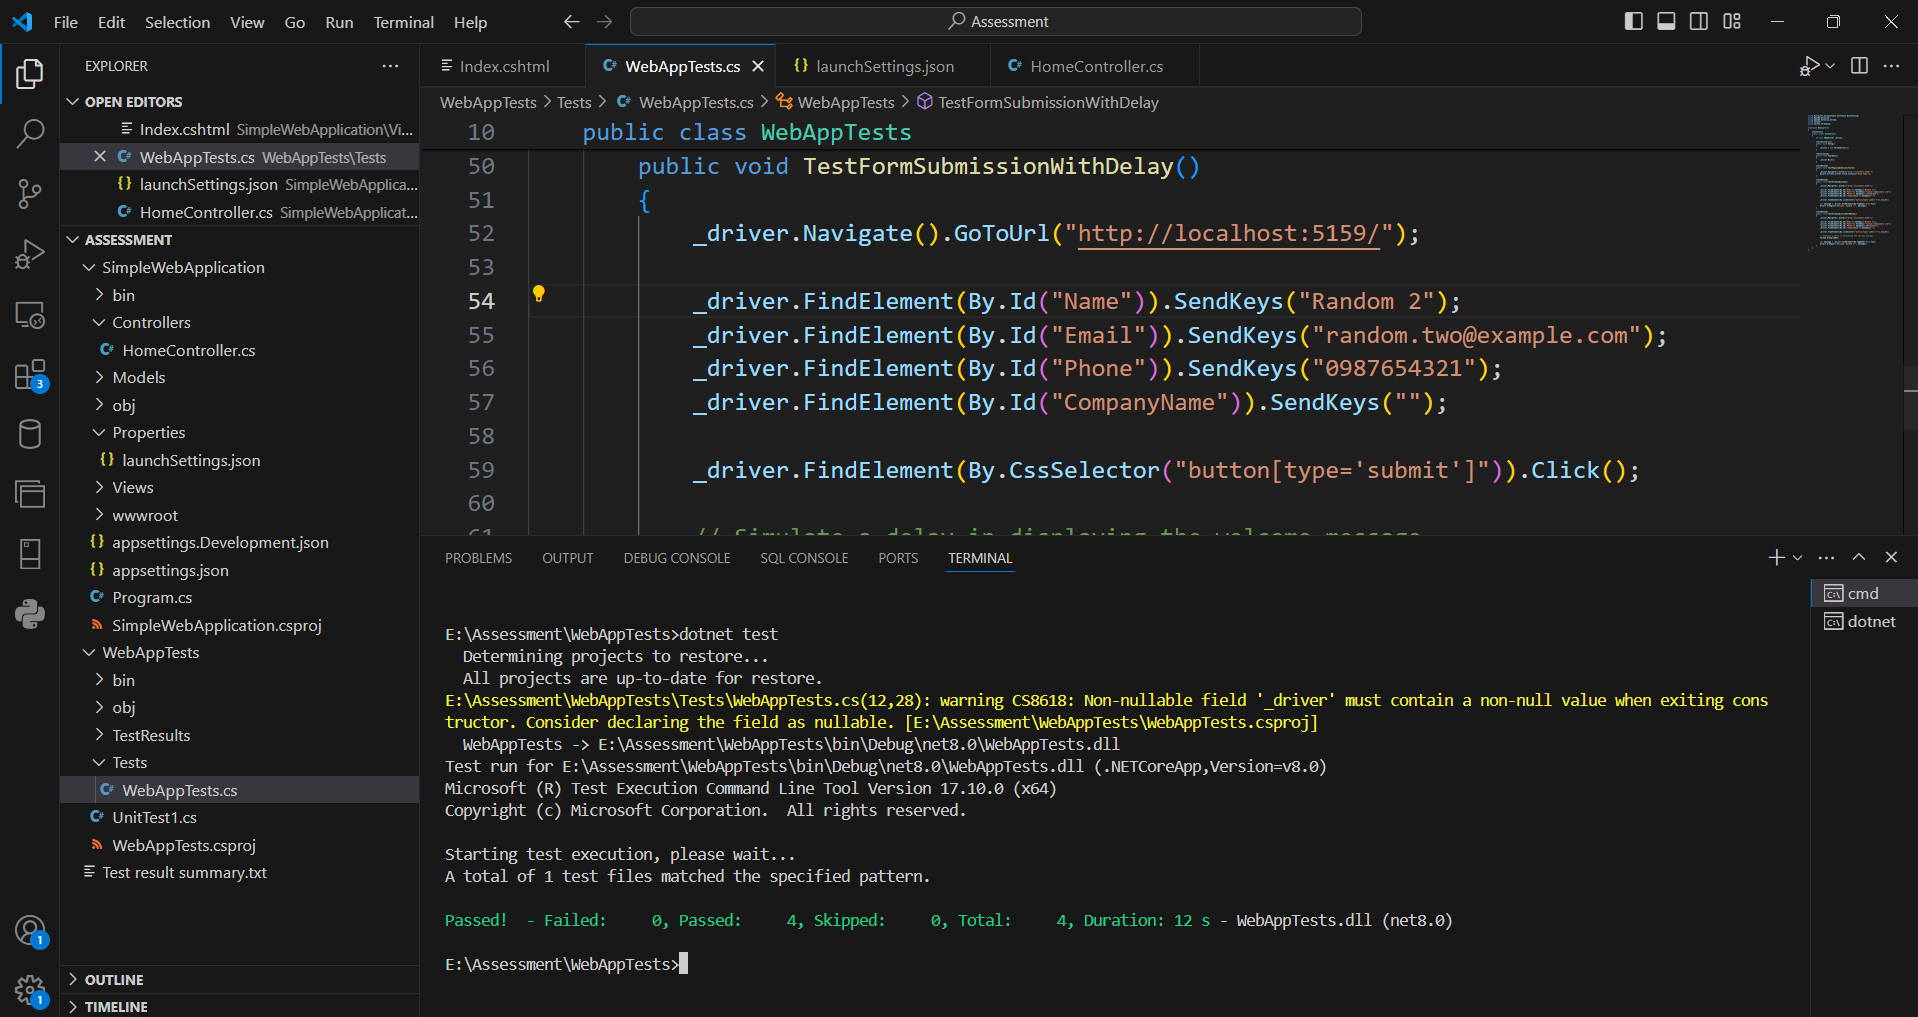 File Edit Selection View Go Run Terminal Help
Assessment
EXPLORER
OPEN EDITORS
Index.cshtml SimpleWebApplication\Vi...
WebAppTests.cs WebAppTests\Tests
launchSettings.json SimpleWebApplica...
HomeController.cs SimpleWebApplicat...
ASSESSMENT
SimpleWebApplication
bin
Controllers
HomeController.cs
Models
obj
Properties
launchSettings.json
Views
wwwroot
appsettings.Development.json
appsettings.json
Program.cs
SimpleWebApplication.csproj
WebAppTests
bin
obj
TestResults
Tests
WebAppTests.cs
UnitTest1.cs
WebAppTests.csproj
Test result summary.txt
OUTLINE
TIMELINE
3
1
1
Index.cshtml WebAppTests.cs launchSettings.json HomeController.cs
WebAppTests > Tests > WebAppTests.cs > WebAppTests > TestFormSubmissionWithDelay
10 public class WebAppTests
50 public void TestFormSubmissionWithDelay()
51 {
52 _driver.Navigate().GoToUrl("http://localhost:5159/");
53
54 _driver.FindElement(By.Id("Name")).SendKeys("Random 2");
55 _driver.FindElement(By.Id("Email")).SendKeys("random.two@example.com");
56 _driver.FindElement(By.Id("Phone")).SendKeys("0987654321");
57 _driver.FindElement(By.Id("CompanyName")).SendKeys("");
58
59 _driver.FindElement(By.CssSelector("button[type='submit']")).Click();
60
61 // Simulate a delay in displaying the welcome message
PROBLEMS OUTPUT DEBUG CONSOLE SQL CONSOLE PORTS TERMINAL
cmd
dotnet
E:\Assessment\WebAppTests>dotnet test
Determining projects to restore...
All projects are up-to-date for restore.
E:\Assessment\WebAppTests\Tests\WebAppTests.cs(12,28): warning CS8618: Non-nullable field '_driver' must contain a non-null value when exiting cons
tructor. Consider declaring the field as nullable. [E:\Assessment\WebAppTests\WebAppTests.csproj]
WebAppTests -> E:\Assessment\WebAppTests\bin\Debug\net8.0\WebAppTests.dll
Test run for E:\Assessment\WebAppTests\bin\Debug\net8.0\WebAppTests.dll (.NETCoreApp,Version=v8.0)
Microsoft (R) Test Execution Command Line Tool Version 17.10.0 (x64)
Copyright (c) Microsoft Corporation.  All rights reserved.
Starting test execution, please wait...
A total of 1 test files matched the specified pattern.
Passed!  - Failed:     0, Passed:     4, Skipped:     0, Total:     4, Duration: 12 s - WebAppTests.dll (net8.0)
E:\Assessment\WebAppTests>